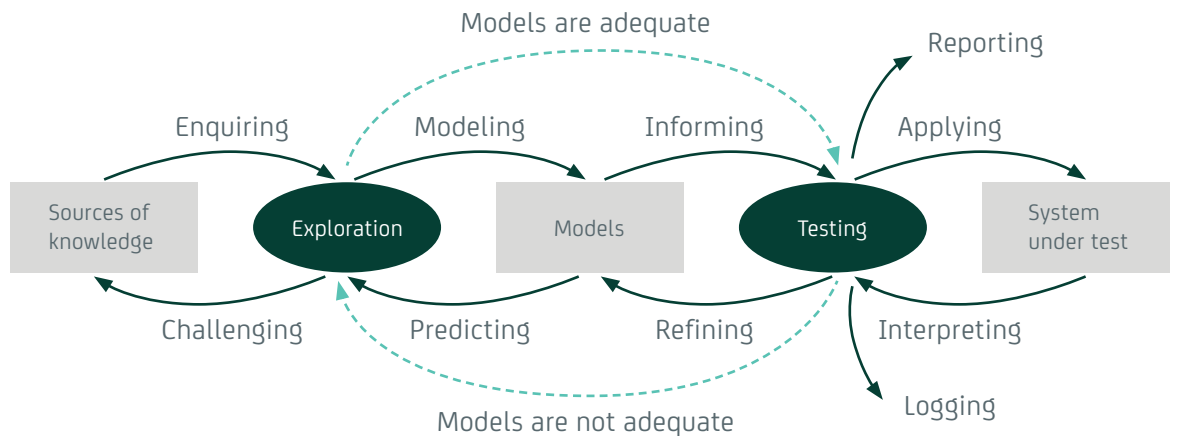 Models are adequate
Reporting
Enquiring
Modeling
Informing
Applying
Sources of
knowledge
Exploration
Models
Testing
System
under test
Challenging
Predicting
Refining
Interpreting
Logging
Models are not adequate